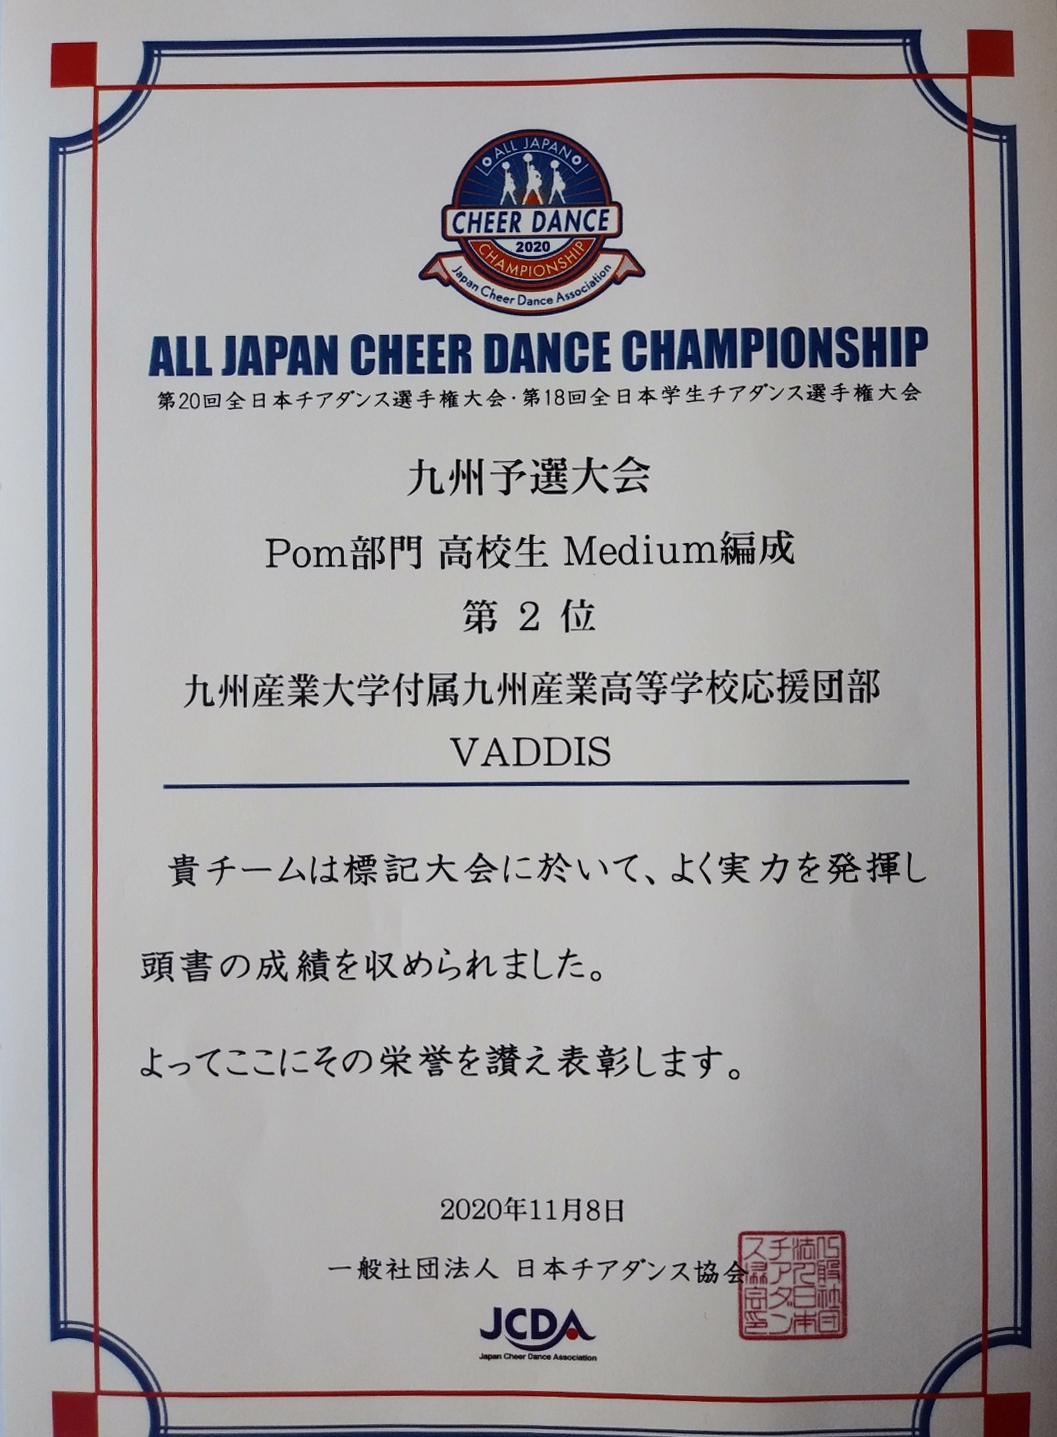 ALL JAPAN
CHEER DANCE
2020
CHAMPIONSHIP
Japan Cheer Dance Association
ALL JAPAN CHEER DANCE CHAMPIONSHIP
第20回全日本チアダンス選手権大会・第18回全日本学生チアダンス選手権大会
九州予選大会
Pom部門 高校生 Medium編成
第 2 位
九州産業大学付属九州産業高等学校応援団部
VADDIS
貴チームは標記大会に於いて、よく実力を発揮し
頭書の成績を収められました。
よってここにその栄誉を讃え表彰します。
2020年11月8日
一般社団法人 日本チアダンス協会
JCDA
Japan Cheer Dance Association